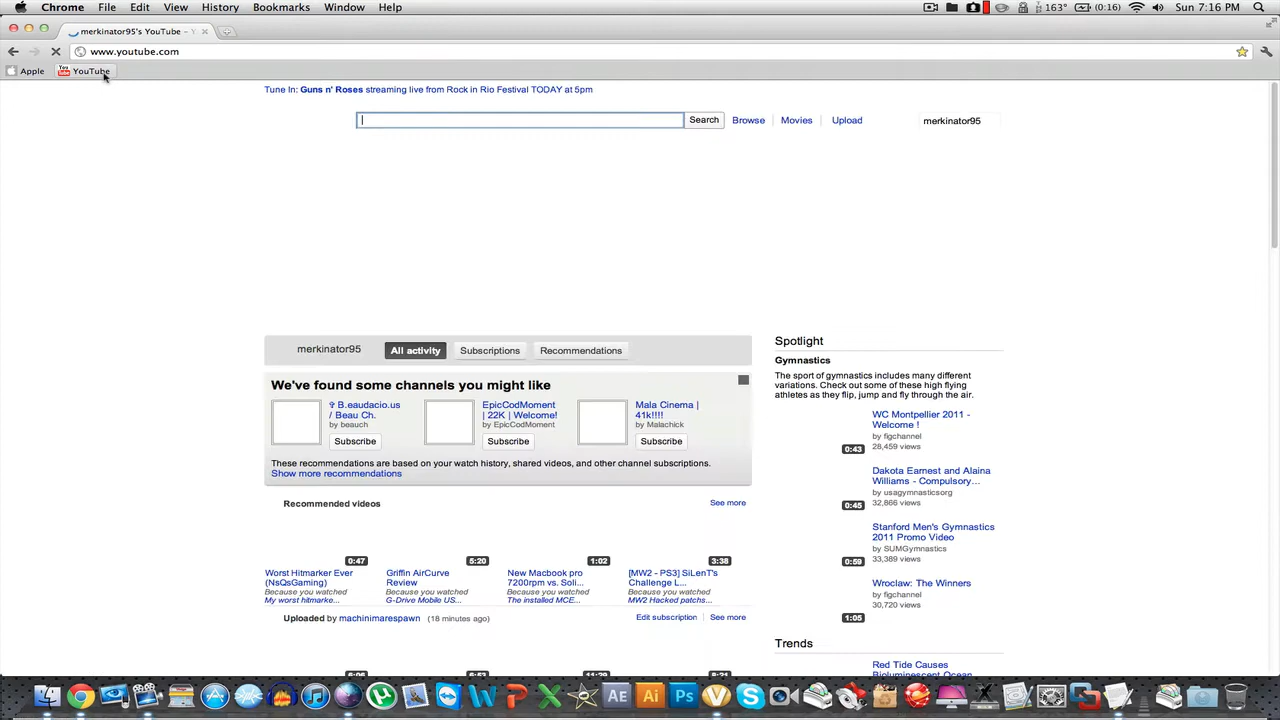 Chrome File Edit View History Bookmarks Window Help 163° (0:16) Sun 7:16 PM
merkinator95's YouTube -
www.youtube.com
Apple YouTube
Tune In: Guns n' Roses streaming live from Rock in Rio Festival TODAY at 5pm
Search Browse Movies Upload merkinator95
merkinator95 All activity Subscriptions Recommendations
We've found some channels you might like
✞ B.eaudacio.us / Beau Ch.
by beauch
Subscribe
EpicCodMoment | 22K | Welcome!
by EpicCodMoment
Subscribe
Mala Cinema | 41k!!!!
by Malachick
Subscribe
These recommendations are based on your watch history, shared videos, and other channel subscriptions.
Show more recommendations
Recommended videos See more
0:47 5:20 1:02 3:38
Worst Hitmarker Ever
(NsQsGaming)
Because you watched
My worst hitmarke...
Griffin AirCurve
Review
Because you watched
G-Drive Mobile US...
New Macbook pro
7200rpm vs. Soli...
Because you watched
The installed MCE...
[MW2 - PS3] SiLenT's
Challenge L...
Because you watched
MW2 Hacked patchs...
Uploaded by machinimarespawn (18 minutes ago) Edit subscription See more
Spotlight
Gymnastics
The sport of gymnastics includes many different
variations. Check out some of these high flying
athletes as they flip, jump and fly through the air.
WC Montpellier 2011 -
Welcome !
by figchannel
28,459 views
0:43
Dakota Earnest and Alaina
Williams - Compulsory...
by usagymnasticsorg
32,866 views
0:45
Stanford Men's Gymnastics
2011 Promo Video
by SUMGymnastics
33,389 views
0:59
Wroclaw: The Winners
by figchannel
30,720 views
1:05
Trends
Red Tide Causes
Bioluminescent Ocean
AE Ai Ps